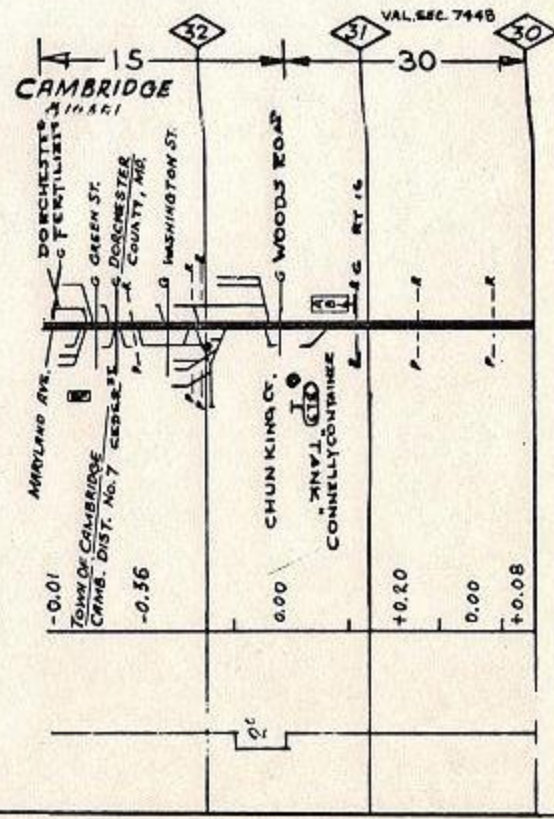 VAL. SEC. 7448
32
31
30
15
30
CAMBRIDGE
DORCHESTER
G FERTILIZER
G GREEN ST.
G DORCHESTER
COUNTY, MD.
G WASHINGTON ST.
G WOODS ROAD
G RT 16
R
R
R
R
R
P
P
P
P
P
MARYLAND AVE.
TOWN OF CAMBRIDGE
CAMB. DIST. No. 7
CHUN KING CO.
"TANK"
CONNELLY CONTAINER
-0.01
-0.36
0.00
+0.20
0.00
+0.08
2°